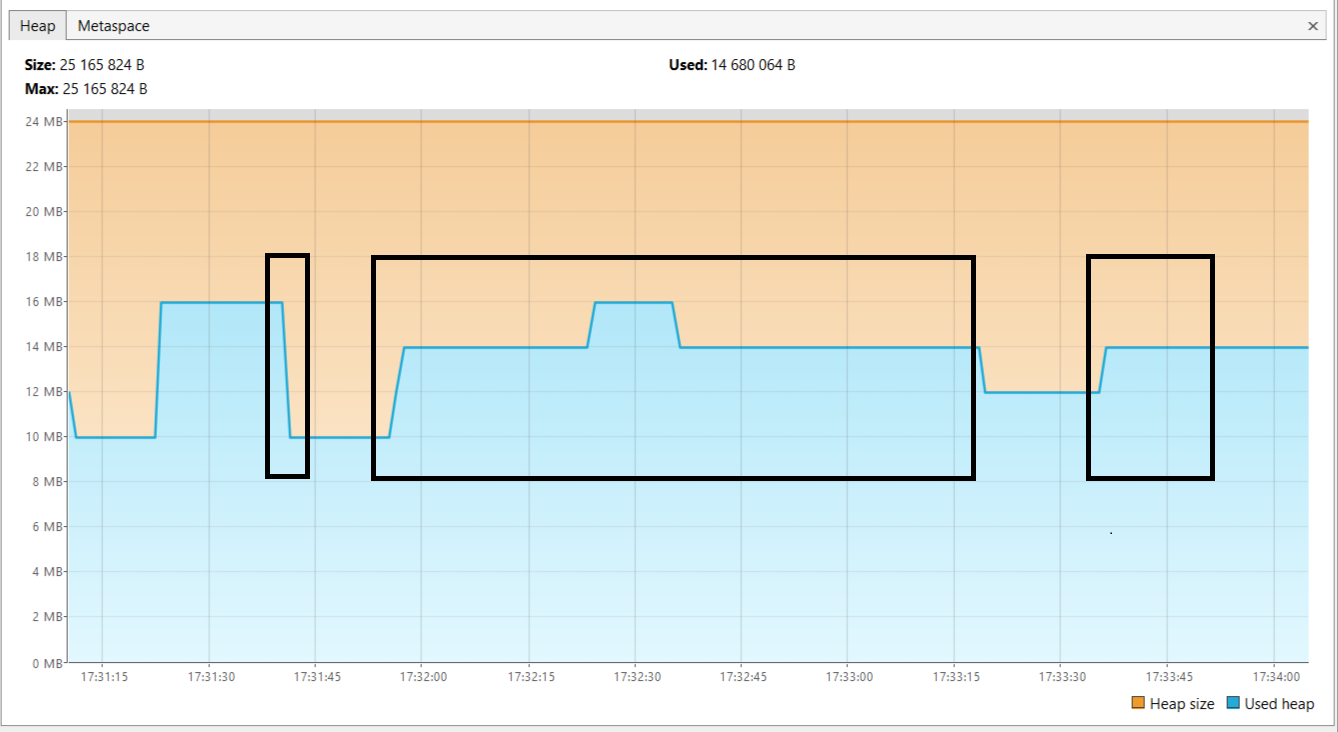 Heap Metaspace ×
Size: 25 165 824 B Used: 14 680 064 B
Max: 25 165 824 B
24 MB
22 MB
20 MB
18 MB
16 MB
14 MB
12 MB
10 MB
8 MB
6 MB
4 MB
2 MB
0 MB
17:31:15 17:31:30 17:31:45 17:32:00 17:32:15 17:32:30 17:32:45 17:33:00 17:33:15 17:33:30 17:33:45 17:34:00
Heap size Used heap